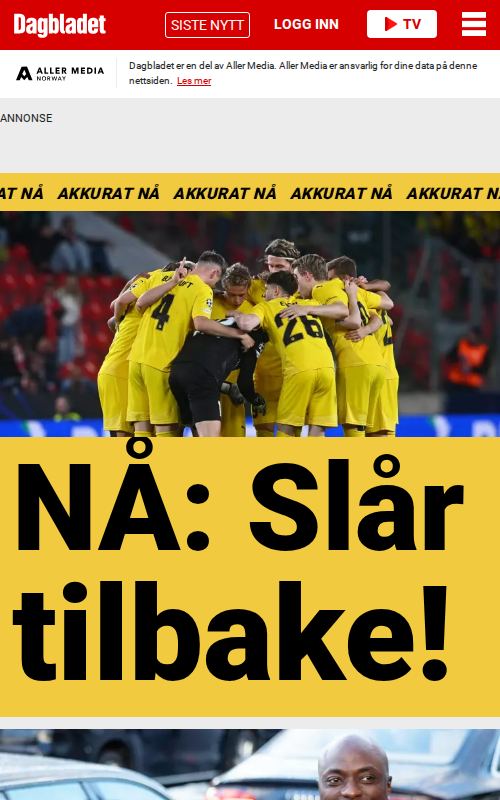 Dagbladet
SISTE NYTT
LOGG INN
TV
ALLER MEDIA
NORWAY
Dagbladet er en del av Aller Media. Aller Media er ansvarlig for dine data på denne
nettsiden. Les mer
ANNONSE
AT NÅ AKKURAT NÅ AKKURAT NÅ AKKURAT NÅ AKKURAT N
4
26
NÅ: Slår
tilbake!